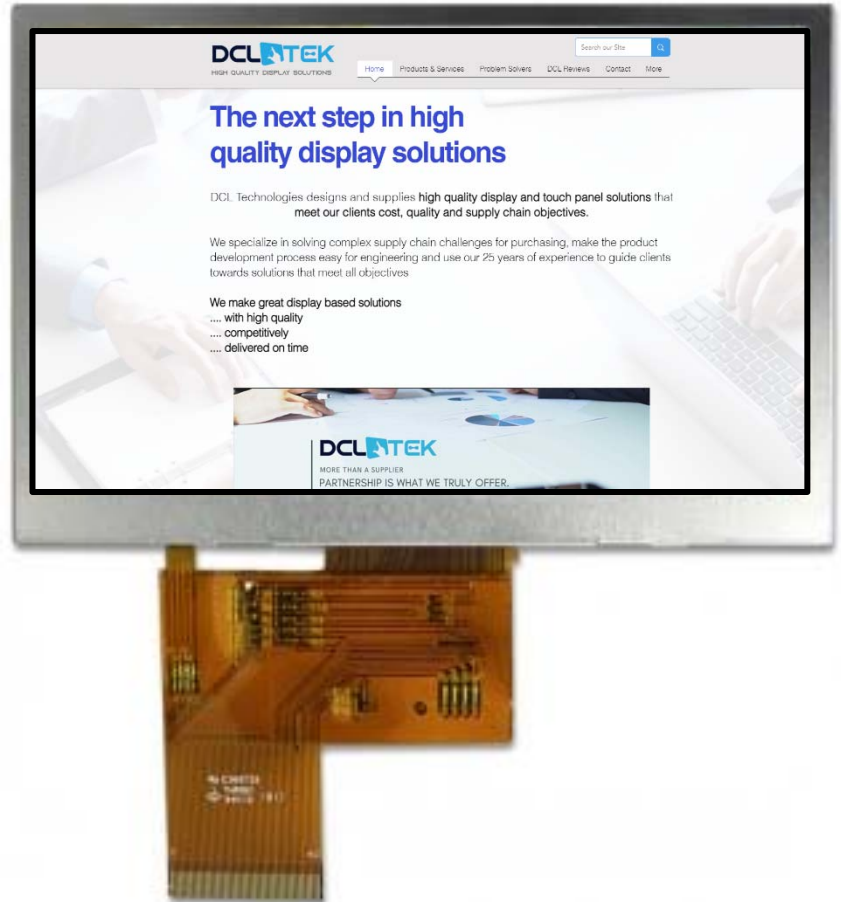 DCL TEK
HIGH QUALITY DISPLAY SOLUTIONS
Search our Site
Home Products & Services Problem Solvers DCL Reviews Contact More
The next step in high
quality display solutions
DCL Technologies designs and supplies high quality display and touch panel solutions that
meet our clients cost, quality and supply chain objectives.
We specialize in solving complex supply chain challenges for purchasing, make the product
development process easy for engineering and use our 25 years of experience to guide clients
towards solutions that meet all objectives
We make great display based solutions
.... with high quality
.... competitively
.... delivered on time
DCL TEK
MORE THAN A SUPPLIER
PARTNERSHIP IS WHAT WE TRULY OFFER.